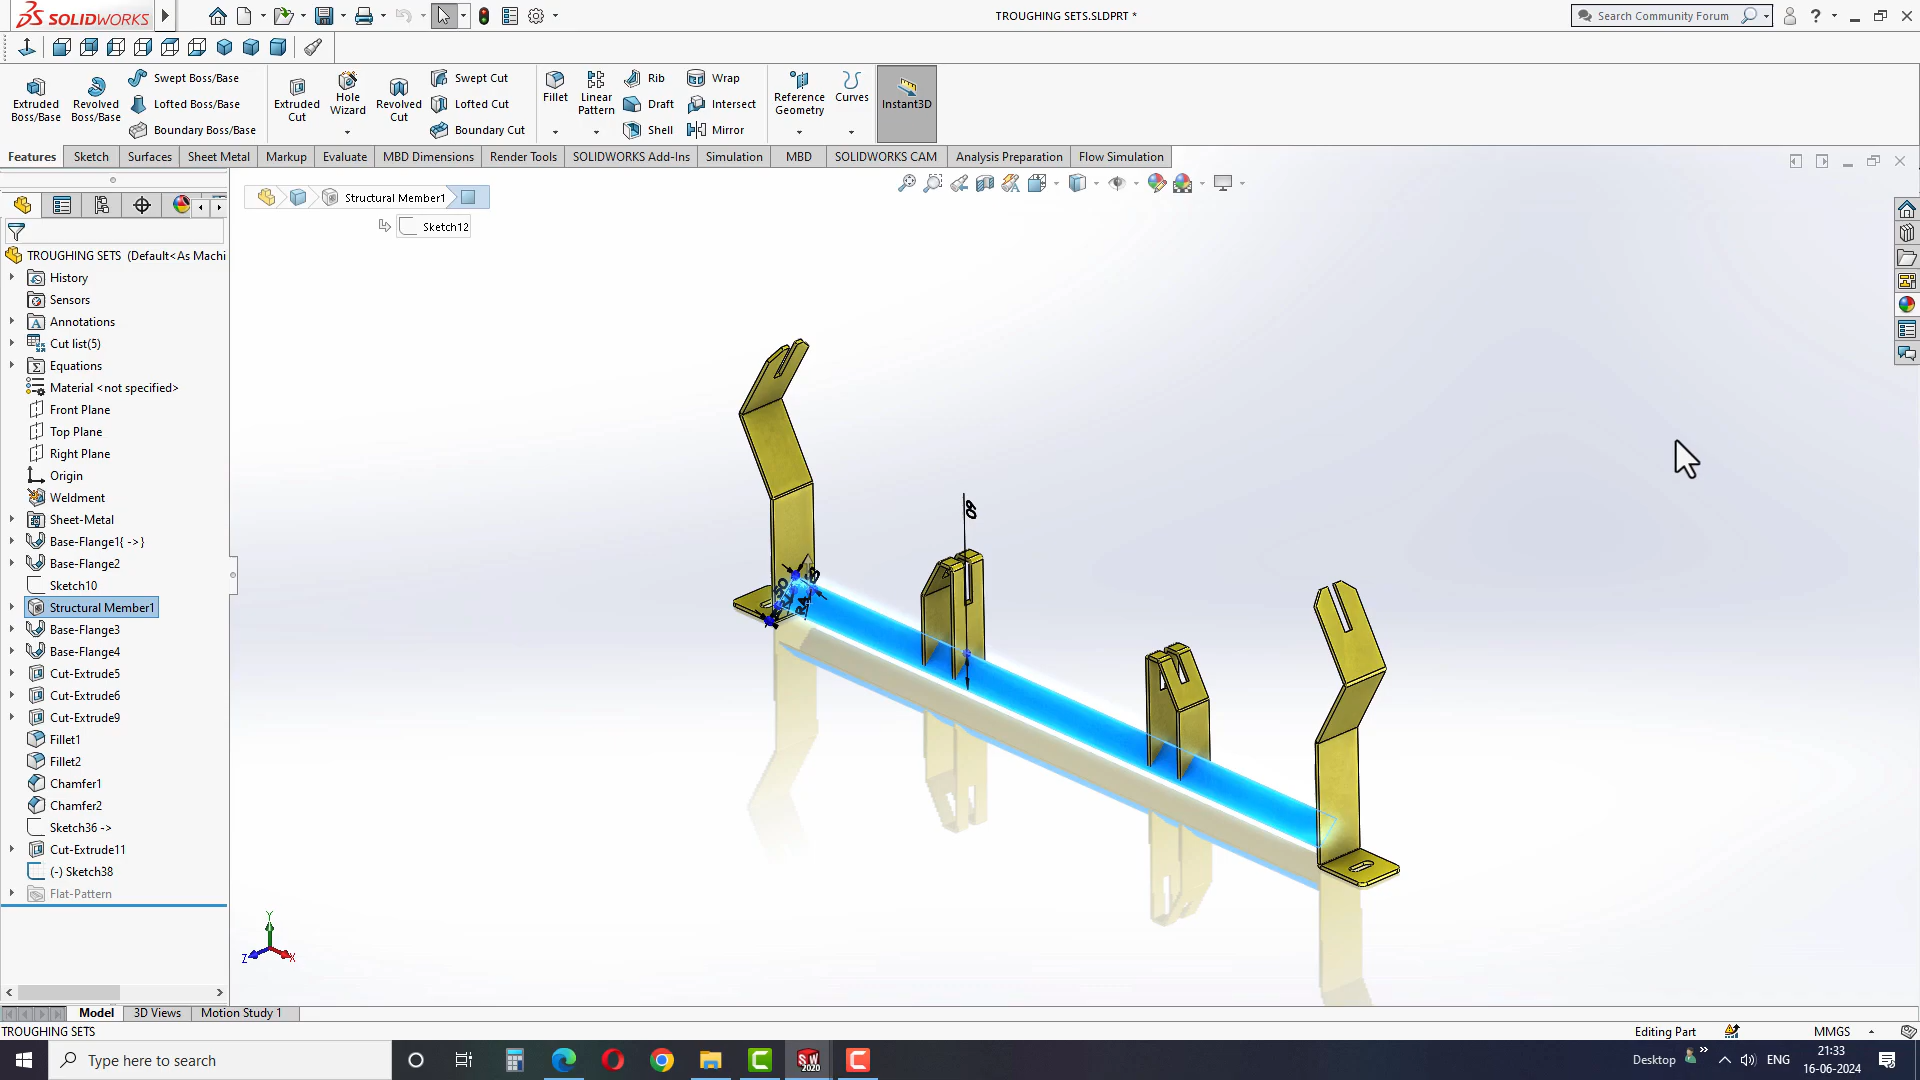 SOLIDWORKS
TROUGHING SETS.SLDPRT *
Search Community Forum
Extruded Boss/Base
Revolved Boss/Base
Swept Boss/Base
Lofted Boss/Base
Boundary Boss/Base
Extruded Cut
Hole Wizard
Revolved Cut
Swept Cut
Lofted Cut
Boundary Cut
Fillet
Linear Pattern
Rib
Draft
Shell
Wrap
Intersect
Mirror
Reference Geometry
Curves
Instant3D
Features
Sketch
Surfaces
Sheet Metal
Markup
Evaluate
MBD Dimensions
Render Tools
SOLIDWORKS Add-Ins
Simulation
MBD
SOLIDWORKS CAM
Analysis Preparation
Flow Simulation
Structural Member1
Sketch12
TROUGHING SETS (Default<As Machi
History
Sensors
Annotations
Cut list(5)
Equations
Material <not specified>
Front Plane
Top Plane
Right Plane
Origin
Weldment
Sheet-Metal
Base-Flange1{ ->}
Base-Flange2
Sketch10
Structural Member1
Base-Flange3
Base-Flange4
Cut-Extrude5
Cut-Extrude6
Cut-Extrude9
Fillet1
Fillet2
Chamfer1
Chamfer2
Sketch36 ->
Cut-Extrude11
(-) Sketch38
Flat-Pattern
60
50
Y
Z
X
Model
3D Views
Motion Study 1
TROUGHING SETS
Editing Part
MMGS
Type here to search
SW 2020
Desktop
ENG
21:33
16-06-2024